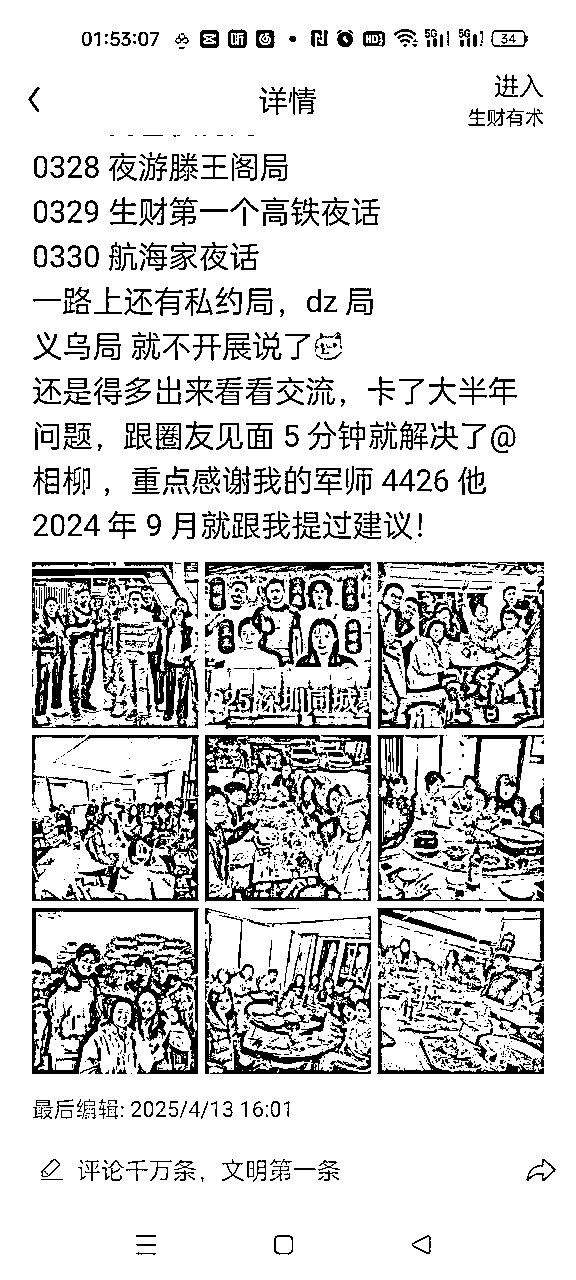 01:53:07
34
详情
进入
生财有术
0328 夜游滕王阁局
0329 生财第一个高铁夜话
0330 航海家夜话
一路上还有私约局，dz 局
义乌局 就不开展说了
还是得多出来看看交流，卡了大半年
问题，跟圈友见面 5 分钟就解决了@
相柳 ，重点感谢我的军师 4426 他
2024 年 9 月就跟我提过建议！
25深圳同城
最后编辑: 2025/4/13 16:01
评论千万条，文明第一条